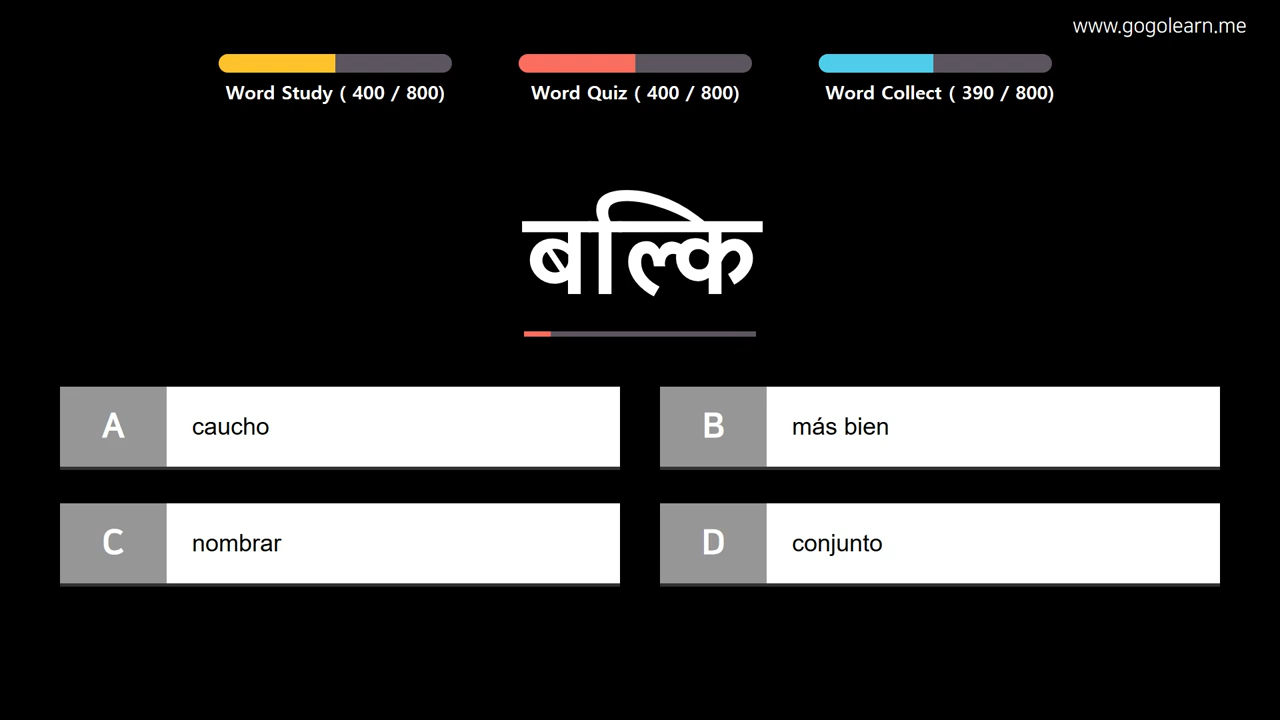 www.gogolearn.me
Word Study ( 400 / 800)
Word Quiz ( 400 / 800)
Word Collect ( 390 / 800)
बल्कि
A caucho
B más bien
C nombrar
D conjunto